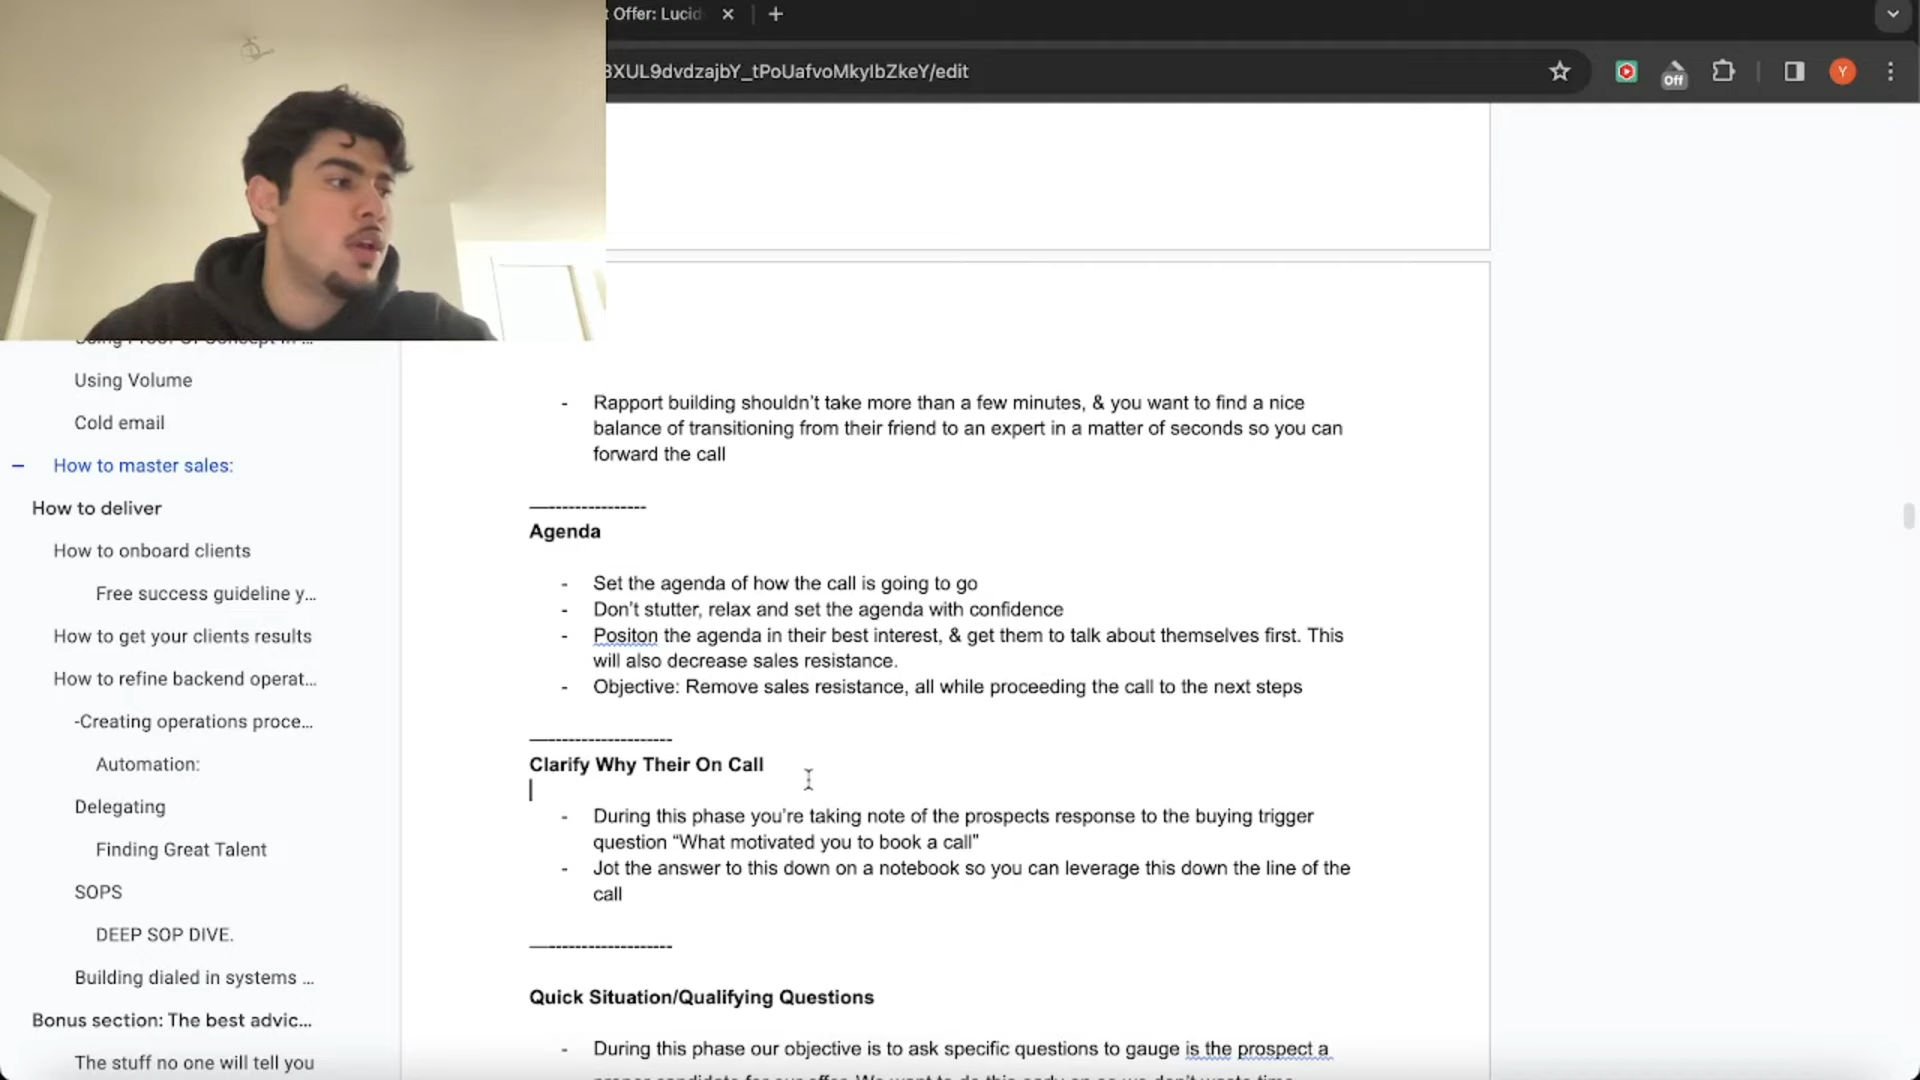 t Offer: Lucid
3XUL9dvdzajbY_tPoUafvoMkyIbZkeY/edit
Off
Y
Using Volume
Cold email
How to master sales:
How to deliver
How to onboard clients
Free success guideline y...
How to get your clients results
How to refine backend operat...
-Creating operations proce...
Automation:
Delegating
Finding Great Talent
SOPS
DEEP SOP DIVE.
Building dialed in systems ...
Bonus section: The best advic...
The stuff no one will tell you
- Rapport building shouldn't take more than a few minutes, & you want to find a nice
balance of transitioning from their friend to an expert in a matter of seconds so you can
forward the call
—----------------
Agenda
- Set the agenda of how the call is going to go
- Don't stutter, relax and set the agenda with confidence
- Positon the agenda in their best interest, & get them to talk about themselves first. This
will also decrease sales resistance.
- Objective: Remove sales resistance, all while proceeding the call to the next steps
—--------------------
Clarify Why Their On Call
- During this phase you're taking note of the prospects response to the buying trigger
question “What motivated you to book a call”
- Jot the answer to this down on a notebook so you can leverage this down the line of the
call
—--------------------
Quick Situation/Qualifying Questions
- During this phase our objective is to ask specific questions to gauge is the prospect a